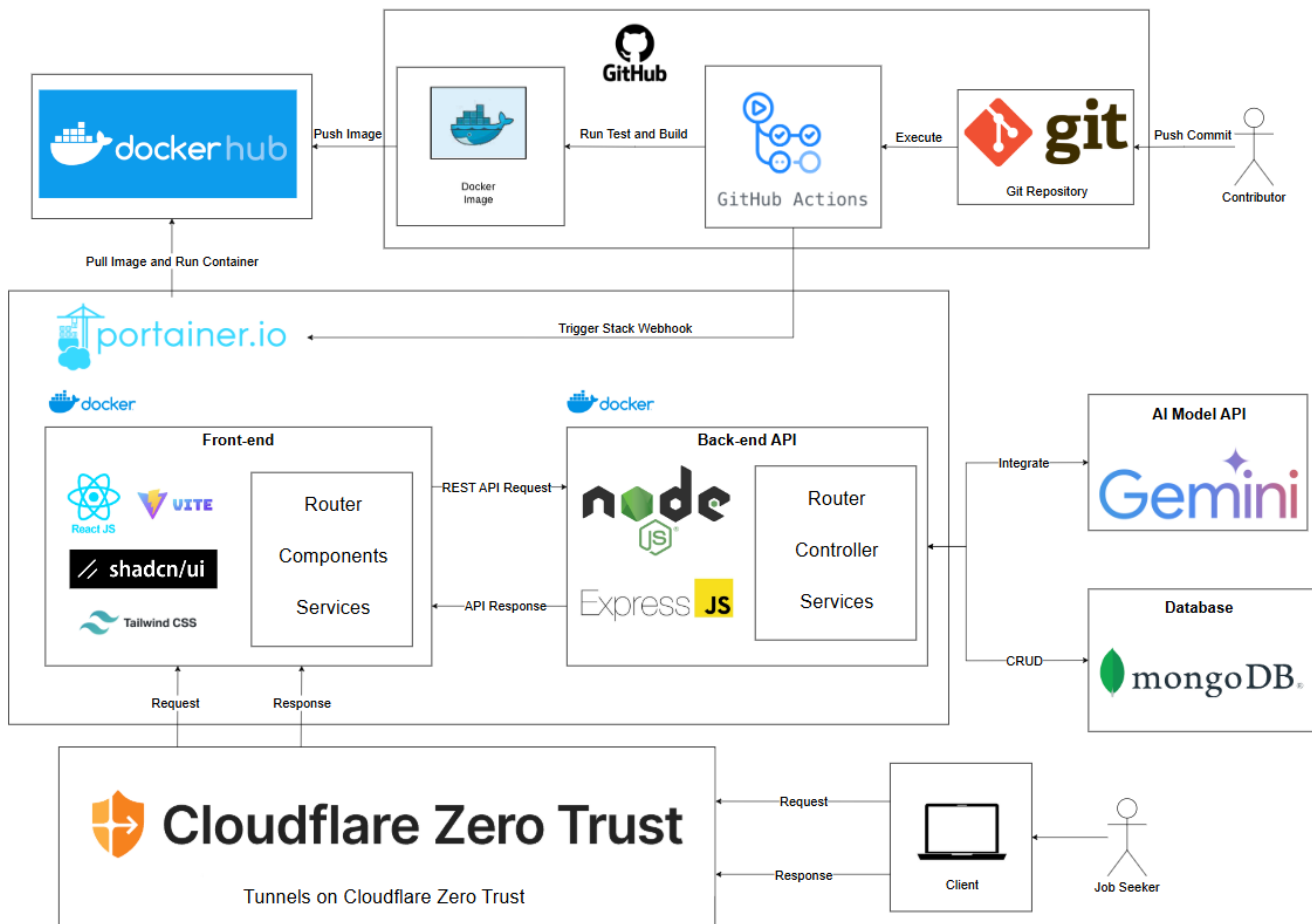 GitHub
dockerhub
Push Image
Docker
Image
Run Test and Build
GitHub Actions
Execute
git
Git Repository
Push Commit
Contributor
Pull Image and Run Container
portainer.io
Trigger Stack Webhook
docker
docker
Front-end
React JS
VITE
shadcn/ui
Tailwind CSS
Router
Components
Services
REST API Request
API Response
Back-end API
node
JS
Express
JS
Router
Controller
Services
Integrate
AI Model API
Gemini
CRUD
Database
mongoDB®
Request
Response
Cloudflare Zero Trust
Tunnels on Cloudflare Zero Trust
Request
Response
Client
Job Seeker